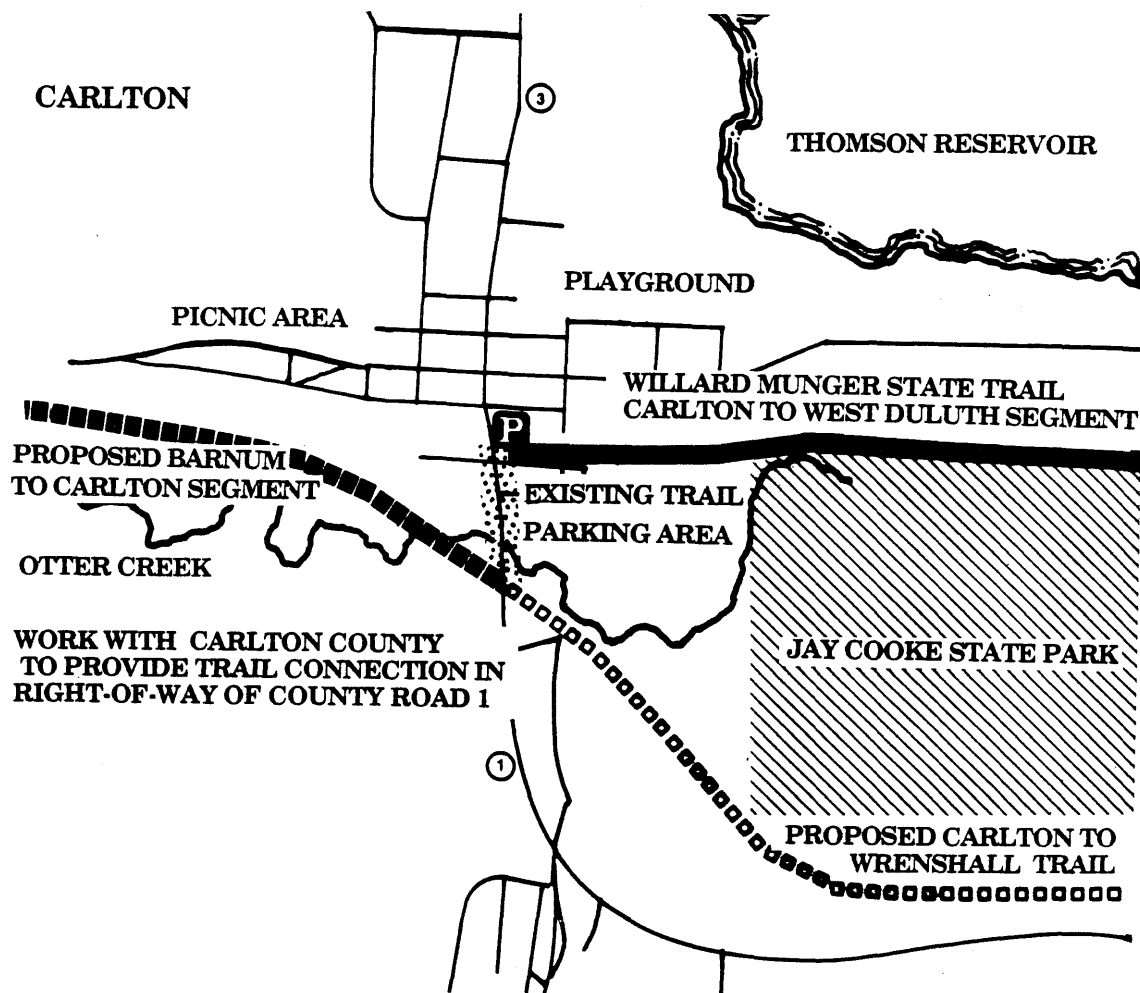 CARLTON
3
THOMSON RESERVOIR
PLAYGROUND
PICNIC AREA
WILLARD MUNGER STATE TRAIL
CARLTON TO WEST DULUTH SEGMENT
P
PROPOSED BARNUM
TO CARLTON SEGMENT
EXISTING TRAIL
PARKING AREA
OTTER CREEK
WORK WITH CARLTON COUNTY
TO PROVIDE TRAIL CONNECTION IN
RIGHT-OF-WAY OF COUNTY ROAD 1
JAY COOKE STATE PARK
1
PROPOSED CARLTON TO
WRENSHALL TRAIL